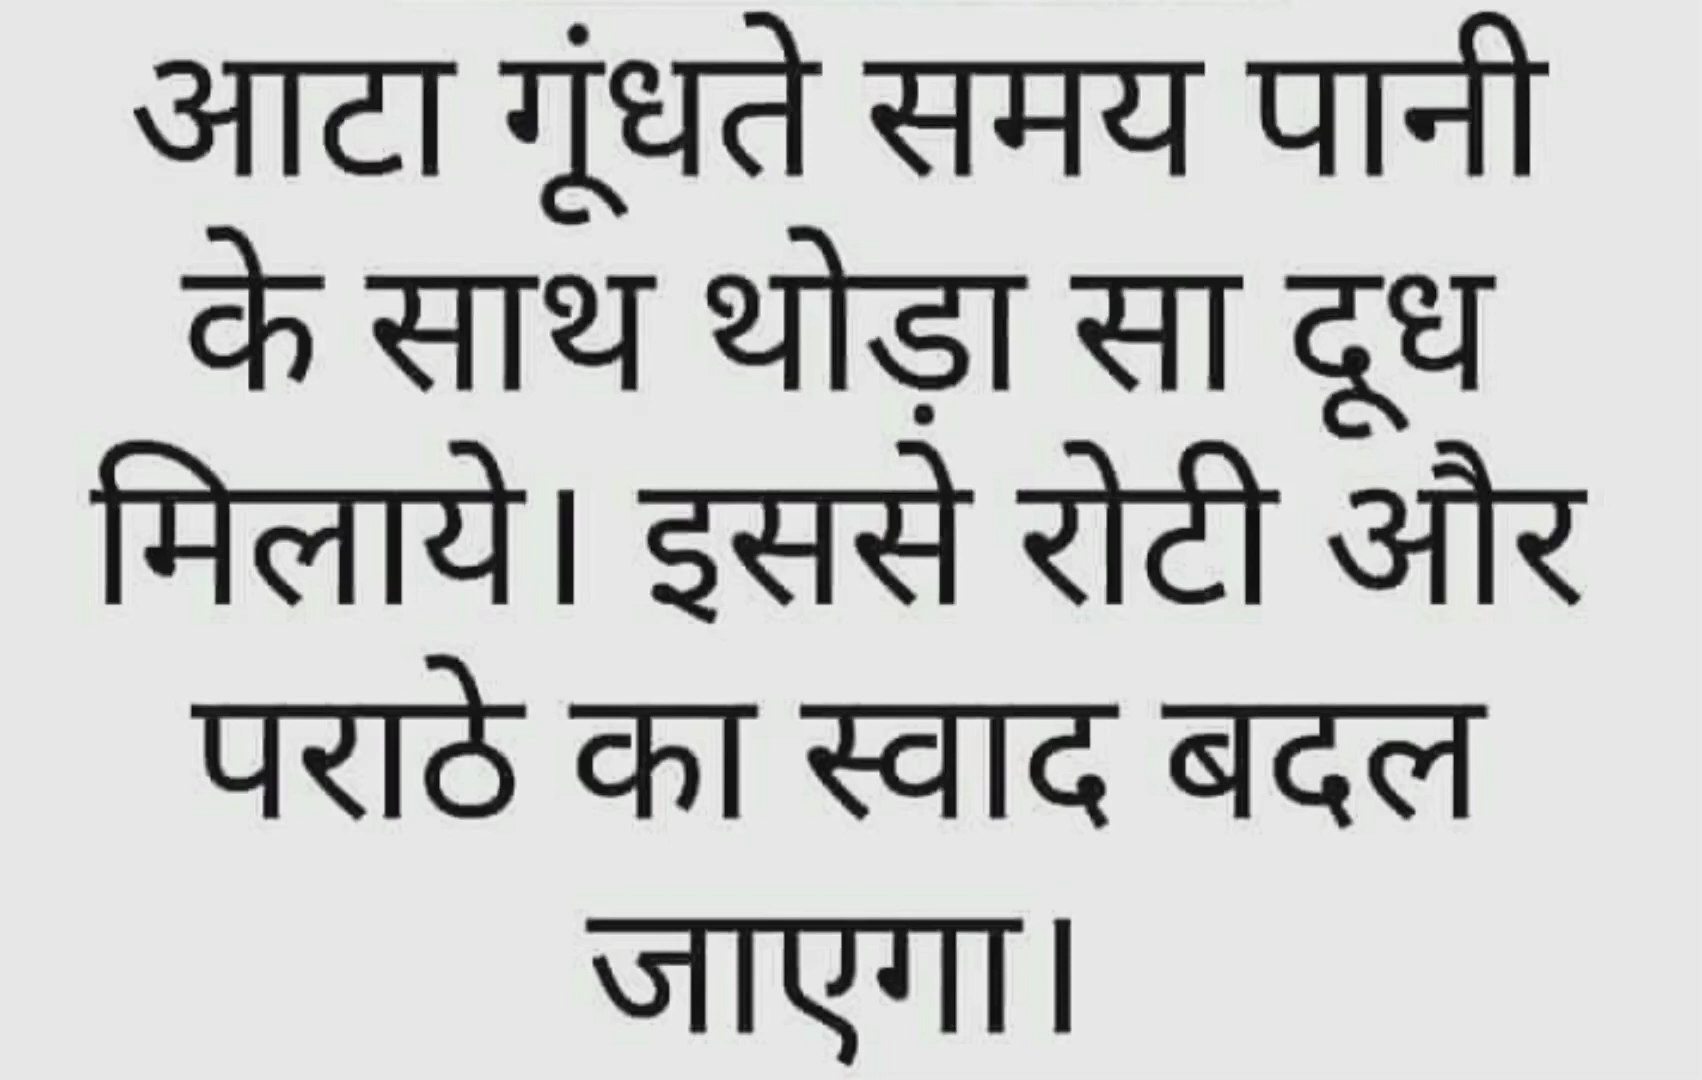 आटा गूंधते समय पानी
के साथ थोड़ा सा दूध
मिलाये। इससे रोटी और
पराठे का स्वाद बदल
जाएगा।